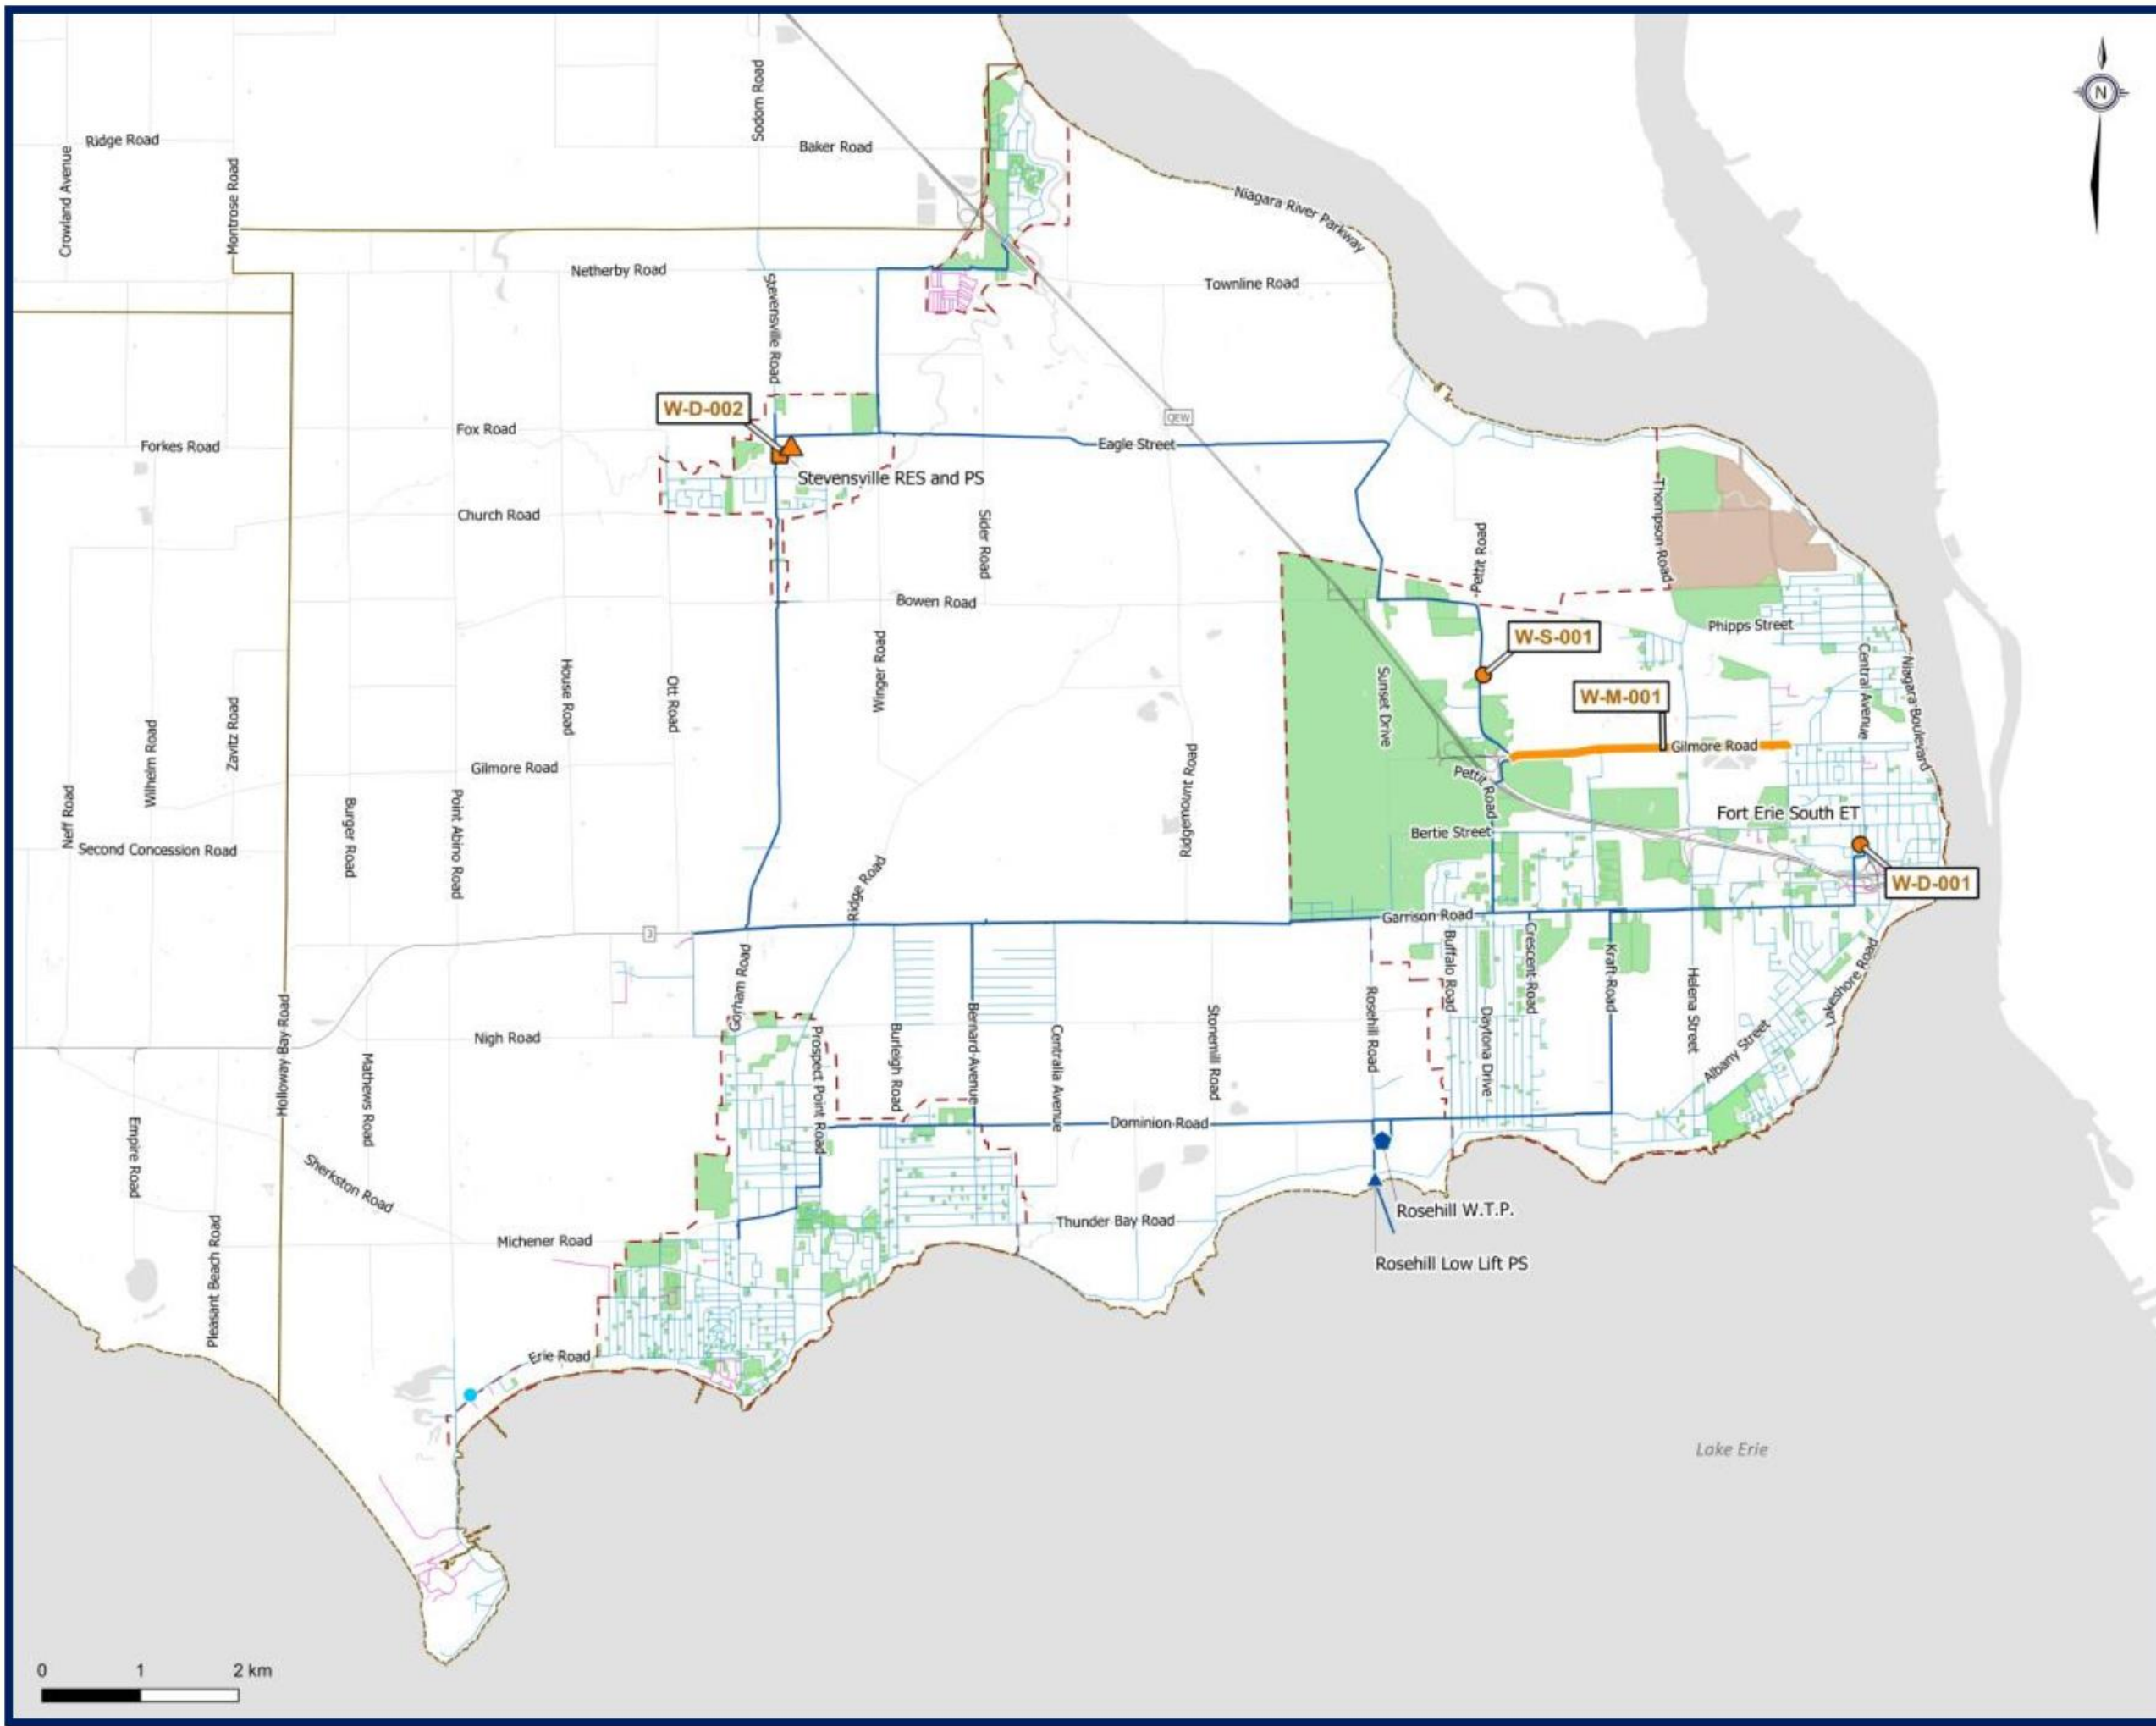 N
Ridge Road
Crowland Avenue
Montrose Road
Sodom Road
Baker Road
Niagara River Parkway
Netherby Road
Stevensville Road
Townline Road
W-D-002
QEW
Fox Road
Forkes Road
Eagle Street
Stevensville RES and PS
Church Road
Sider Road
Pettit Road
Thompson Road
Bowen Road
Phipps Street
W-S-001
Winger Road
House Road
Ott Road
Sunset Drive
Central Avenue
Niagara Boulevard
W-M-001
Zavitz Road
Wilhelm Road
Gilmore Road
Gilmore Road
Neff Road
Burger Road
Point Abino Road
Ridgemount Road
Pettit Road
Fort Erie South ET
Bertie Street
Second Concession Road
Ridge Road
W-D-001
Garrison Road
3
Gorham Road
Buffalo Road
Crescent Road
Kraft Road
Helena Street
Lakeshore Road
Holloway Bay Road
Nigh Road
Prospect Point Road
Burleigh Road
Bernard Avenue
Centralia Avenue
Stonemill Road
Rosehill Road
Daytona Drive
Albany Street
Mathews Road
Dominion Road
Empire Road
Sherkston Road
Rosehill W.T.P.
Thunder Bay Road
Pleasant Beach Road
Michener Road
Rosehill Low Lift PS
Erie Road
Lake Erie
0 1 2 km